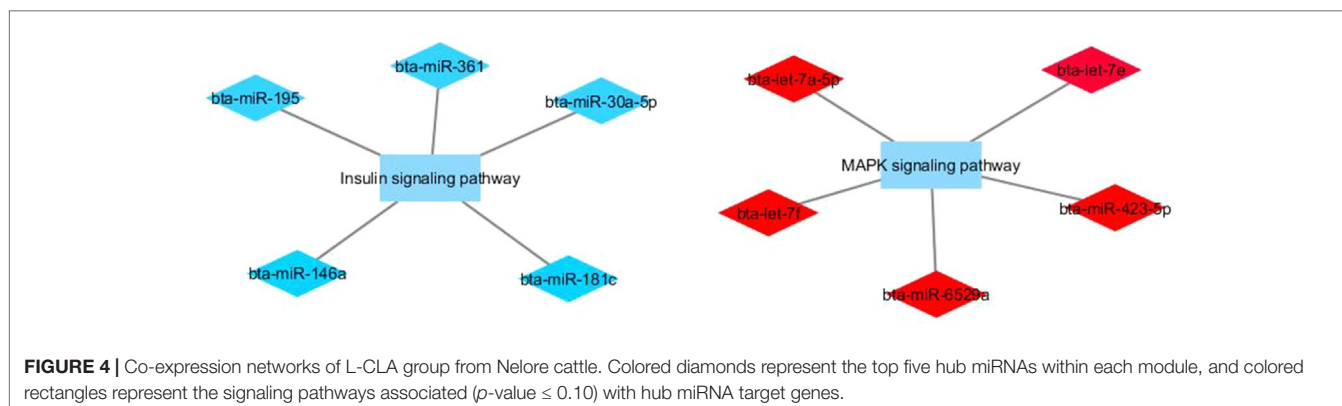 bta-miR-361
bta-miR-195
bta-miR-30a-5p
Insulin signaling pathway
bta-miR-146a
bta-miR-181c
bta-let-7a-5p
bta-let-7e
MAPK signaling pathway
bta-let-7f
bta-miR-423-5p
bta-miR-6529a
FIGURE 4 | Co-expression networks of L-CLA group from Nelore cattle. Colored diamonds represent the top five hub miRNAs within each module, and colored
rectangles represent the signaling pathways associated (p-value ≤ 0.10) with hub miRNA target genes.